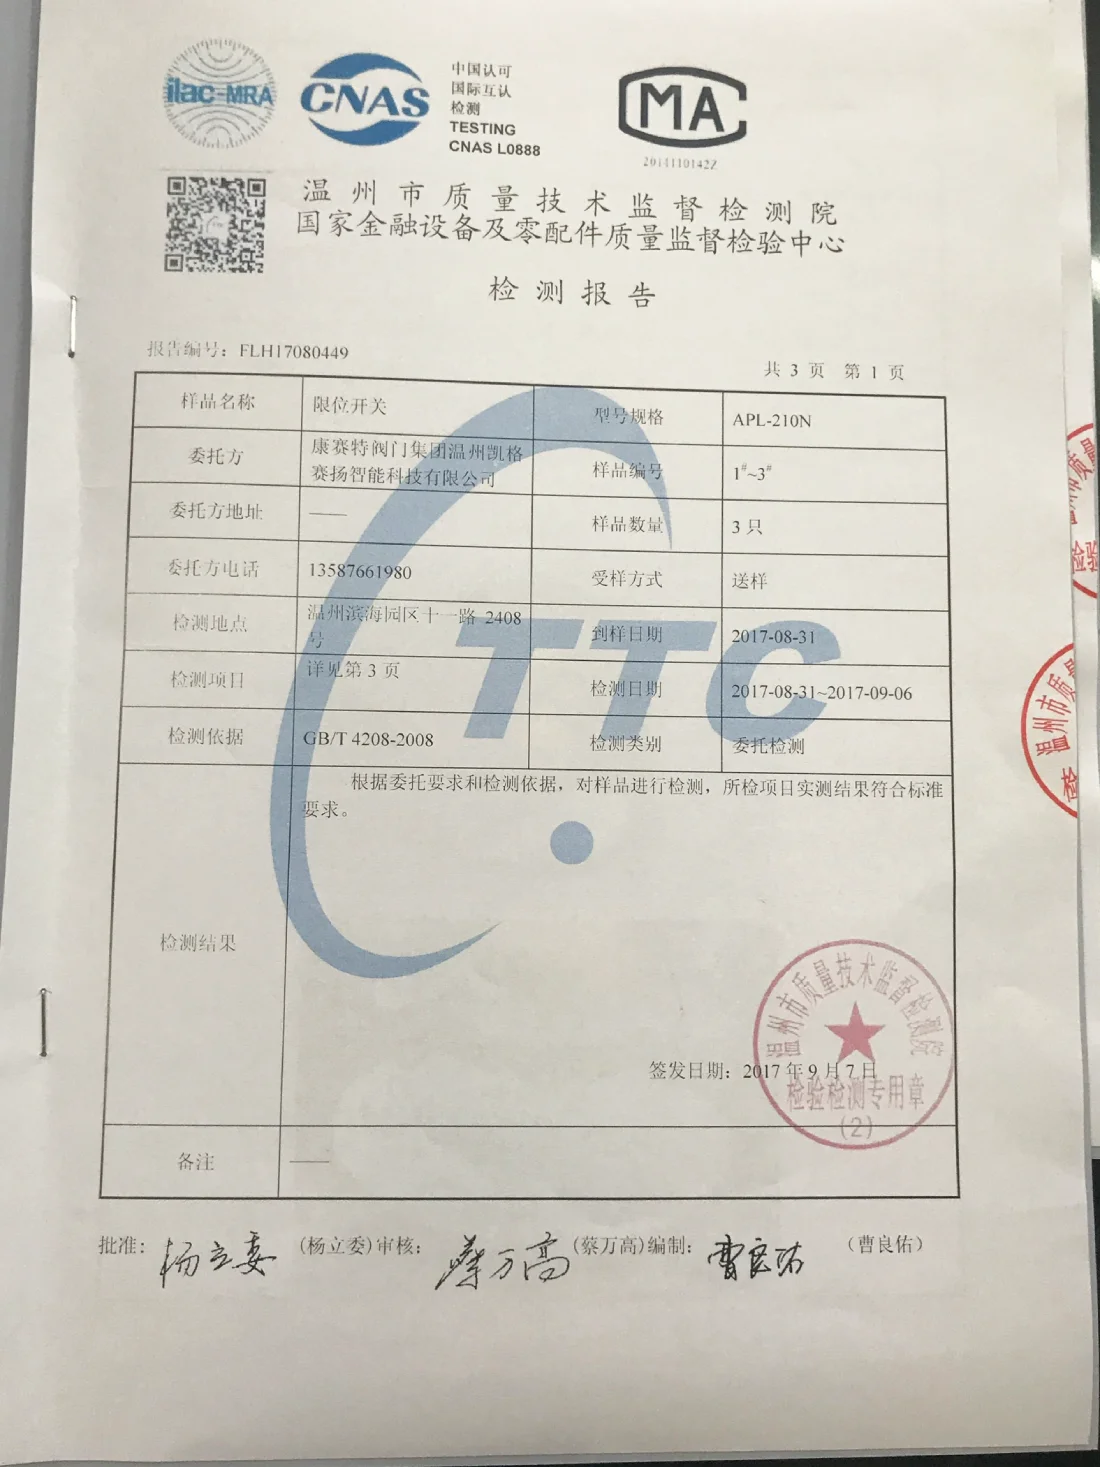 ilac-MRA
CNAS
中国认可
国际互认
检测
TESTING
CNAS L0888
MA
2014110142Z
温州市质量技术监督检测院
国家金融设备及零配件质量监督检验中心
检测报告
报告编号：FLH17080449
共 3 页 第 1 页
样品名称 限位开关 型号规格 APL-210N
委托方 康赛特阀门集团温州凯格
赛扬智能科技有限公司 样品编号 1#~3#
委托方地址 —— 样品数量 3 只
委托方电话 13587661980 受样方式 送样
检测地点 温州滨海园区十一路 2408
号 到样日期 2017-08-31
检测项目 详见第 3 页 检测日期 2017-08-31~2017-09-06
检测依据 GB/T 4208-2008 检测类别 委托检测
TTC
根据委托要求和检测依据，对样品进行检测，所检项目实测结果符合标准
要求。
检测结果
签发日期：2017 年 9 月 7 日
温州市质量技术监督检测院
检验检测专用章
(2)
备注 ——
批准： 杨立委 (杨立委)审核： 蔡万高 (蔡万高)编制： 曹良佑 （曹良佑）
温州市质